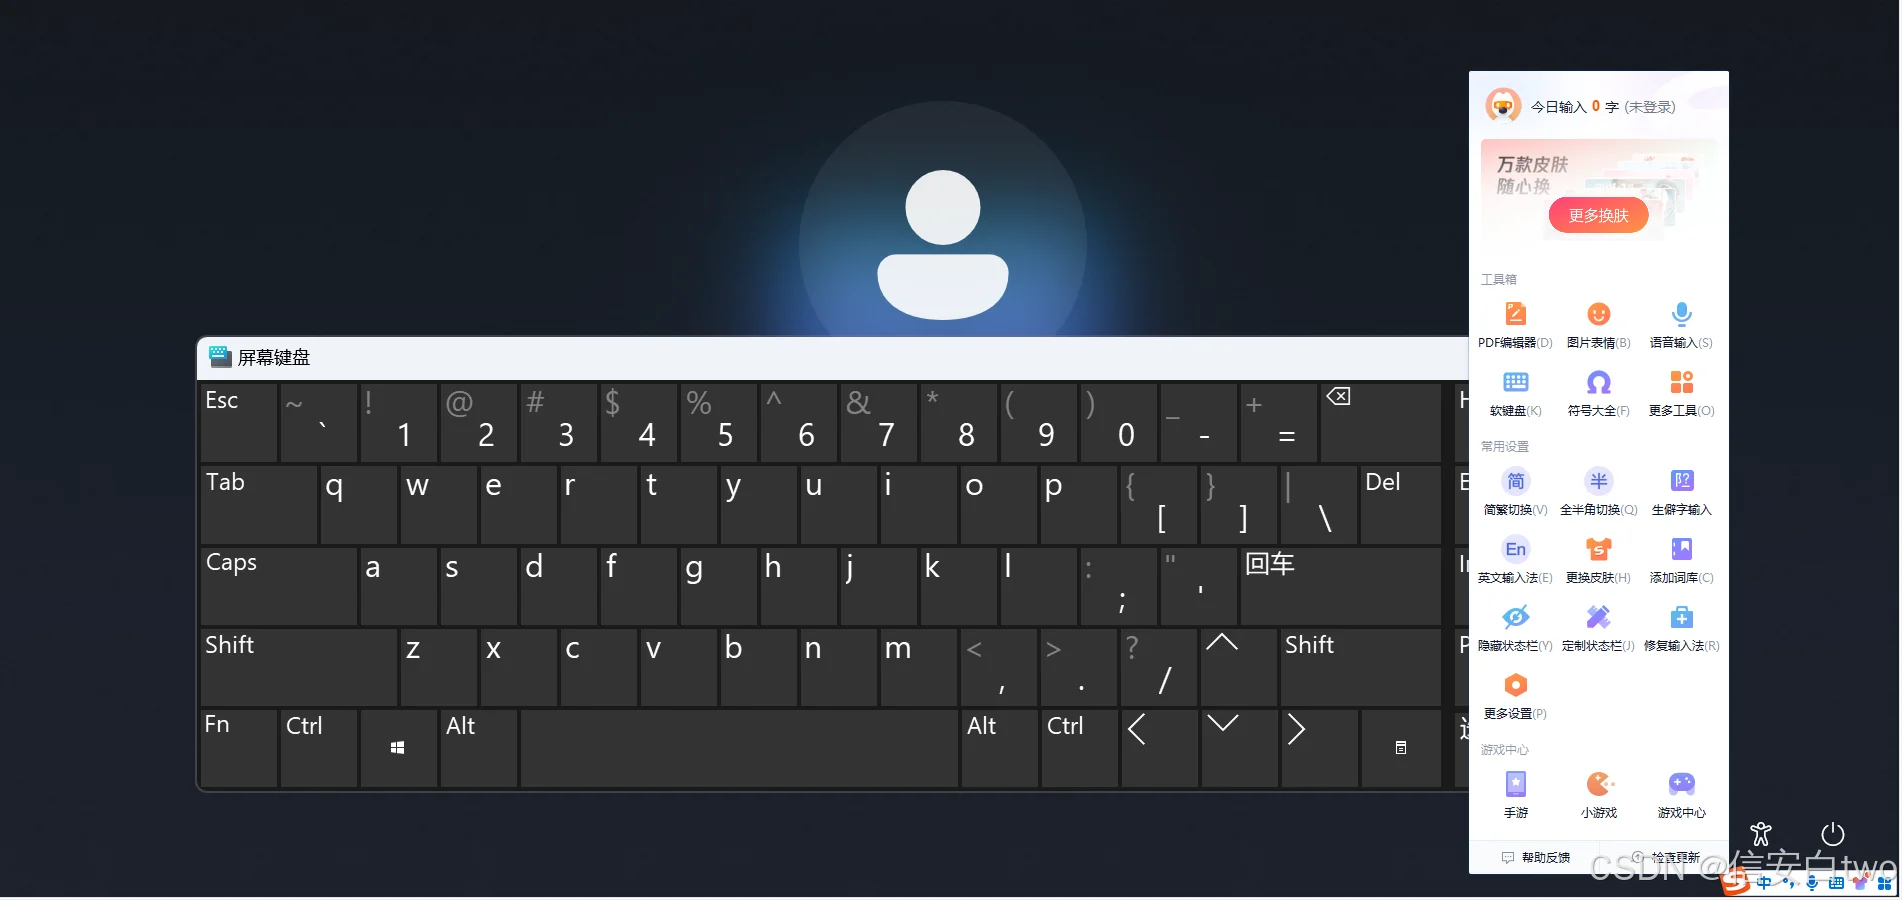 今日输入 0 字 (未登录)
万款皮肤
随心换
更多换肤
工具箱
PDF编辑器(D) 图片表情(B) 语音输入(S)
软键盘(K) 符号大全(F) 更多工具(O)
常用设置
简 半
简繁切换(V) 全半角切换(Q) 生僻字输入
En
英文输入法(E) 更换皮肤(H) 添加词库(C)
隐藏状态栏(Y) 定制状态栏(J) 修复输入法(R)
更多设置(P)
游戏中心
手游 小游戏 游戏中心
帮助反馈 检查更新
屏幕键盘
Esc ~ ` ! 1 @ 2 # 3 $ 4 % 5 ^ 6 & 7 * 8 ( 9 ) 0 _ - + =
Tab q w e r t y u i o p { [ } ] | \ Del
Caps a s d f g h j k l : ; " ' 回车
Shift z x c v b n m < , > . ? / Shift
Fn Ctrl Alt Alt Ctrl
CSDN @信安白two
中